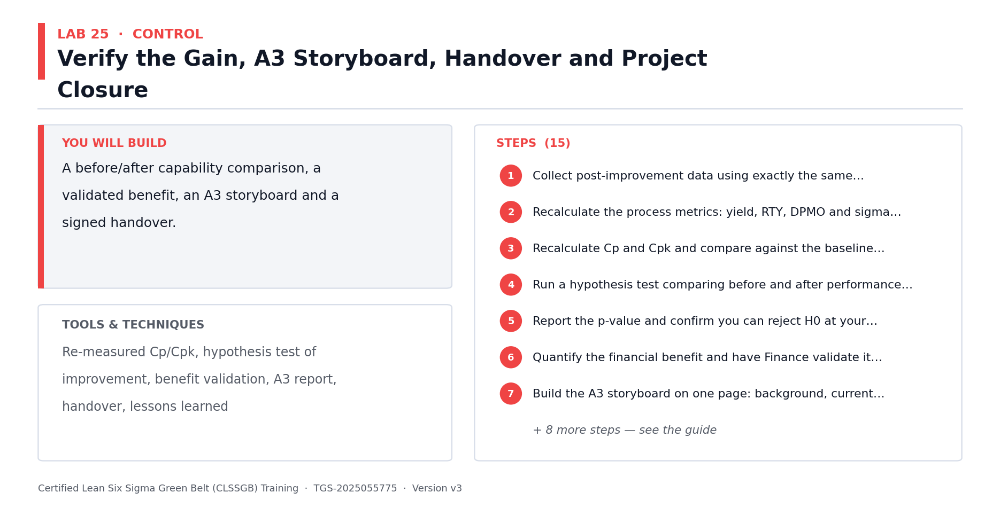 LAB 25 · CONTROL
Verify the Gain, A3 Storyboard, Handover and Project
Closure
YOU WILL BUILD
A before/after capability comparison, a
validated benefit, an A3 storyboard and a
signed handover.
TOOLS & TECHNIQUES
Re-measured Cp/Cpk, hypothesis test of
improvement, benefit validation, A3 report,
handover, lessons learned
STEPS (15)
1 Collect post-improvement data using exactly the same…
2 Recalculate the process metrics: yield, RTY, DPMO and sigma…
3 Recalculate Cp and Cpk and compare against the baseline…
4 Run a hypothesis test comparing before and after performance…
5 Report the p-value and confirm you can reject H0 at your…
6 Quantify the financial benefit and have Finance validate it…
7 Build the A3 storyboard on one page: background, current…
+ 8 more steps — see the guide
Certified Lean Six Sigma Green Belt (CLSSGB) Training · TGS-2025055775 · Version v3